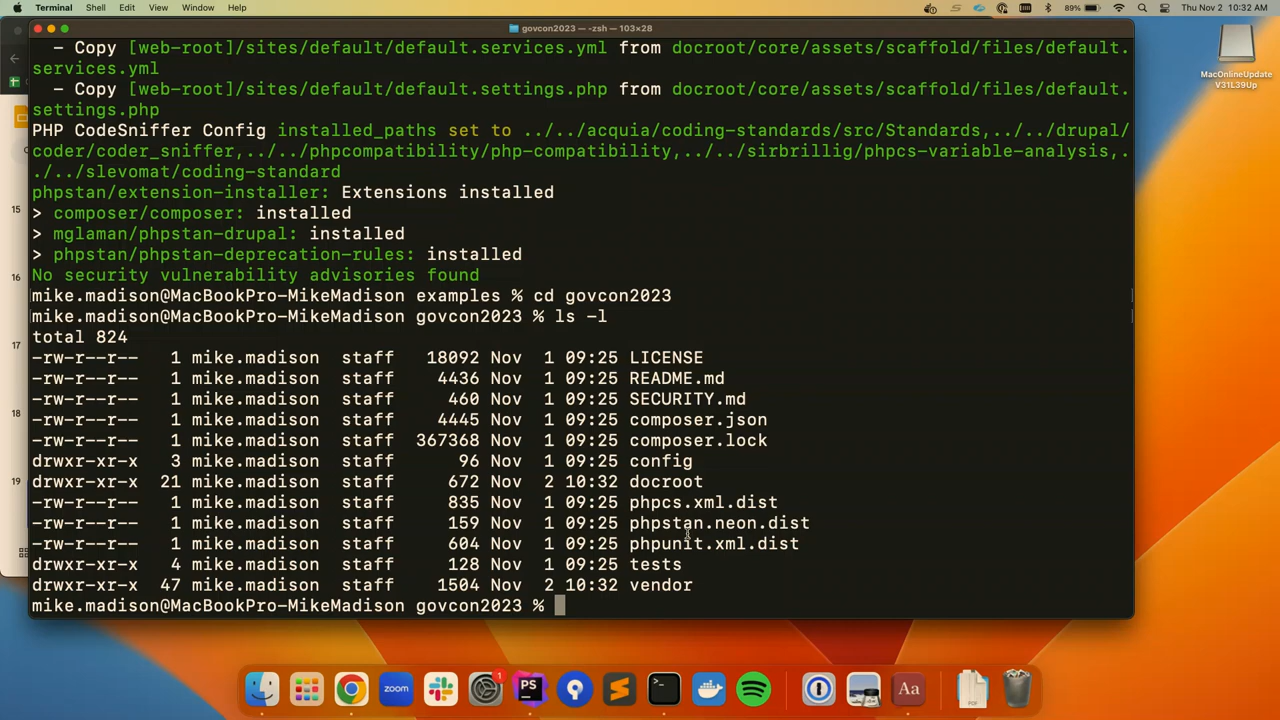 Terminal Shell Edit View Window Help 89% Thu Nov 2 10:32 AM
govcon2023 — -zsh — 103×28
- Copy [web-root]/sites/default/default.services.yml from docroot/core/assets/scaffold/files/default.
services.yml
- Copy [web-root]/sites/default/default.settings.php from docroot/core/assets/scaffold/files/default.
settings.php
PHP CodeSniffer Config installed_paths set to ../../acquia/coding-standards/src/Standards,../../drupal/
coder/coder_sniffer,../../phpcompatibility/php-compatibility,../../sirbrillig/phpcs-variable-analysis,.
./../slevomat/coding-standard
phpstan/extension-installer: Extensions installed
> composer/composer: installed
> mglaman/phpstan-drupal: installed
> phpstan/phpstan-deprecation-rules: installed
No security vulnerability advisories found
mike.madison@MacBookPro-MikeMadison examples % cd govcon2023
mike.madison@MacBookPro-MikeMadison govcon2023 % ls -l
total 824
-rw-r--r-- 1 mike.madison staff 18092 Nov 1 09:25 LICENSE
-rw-r--r-- 1 mike.madison staff 4436 Nov 1 09:25 README.md
-rw-r--r-- 1 mike.madison staff 460 Nov 1 09:25 SECURITY.md
-rw-r--r-- 1 mike.madison staff 4445 Nov 1 09:25 composer.json
-rw-r--r-- 1 mike.madison staff 367368 Nov 1 09:25 composer.lock
drwxr-xr-x 3 mike.madison staff 96 Nov 1 09:25 config
drwxr-xr-x 21 mike.madison staff 672 Nov 2 10:32 docroot
-rw-r--r-- 1 mike.madison staff 835 Nov 1 09:25 phpcs.xml.dist
-rw-r--r-- 1 mike.madison staff 159 Nov 1 09:25 phpstan.neon.dist
-rw-r--r-- 1 mike.madison staff 604 Nov 1 09:25 phpunit.xml.dist
drwxr-xr-x 4 mike.madison staff 128 Nov 1 09:25 tests
drwxr-xr-x 47 mike.madison staff 1504 Nov 2 10:32 vendor
mike.madison@MacBookPro-MikeMadison govcon2023 %
MacOnlineUpdate
V31L39Up
15
16
17
18
19
zoom
1
PS
Aa
PDF